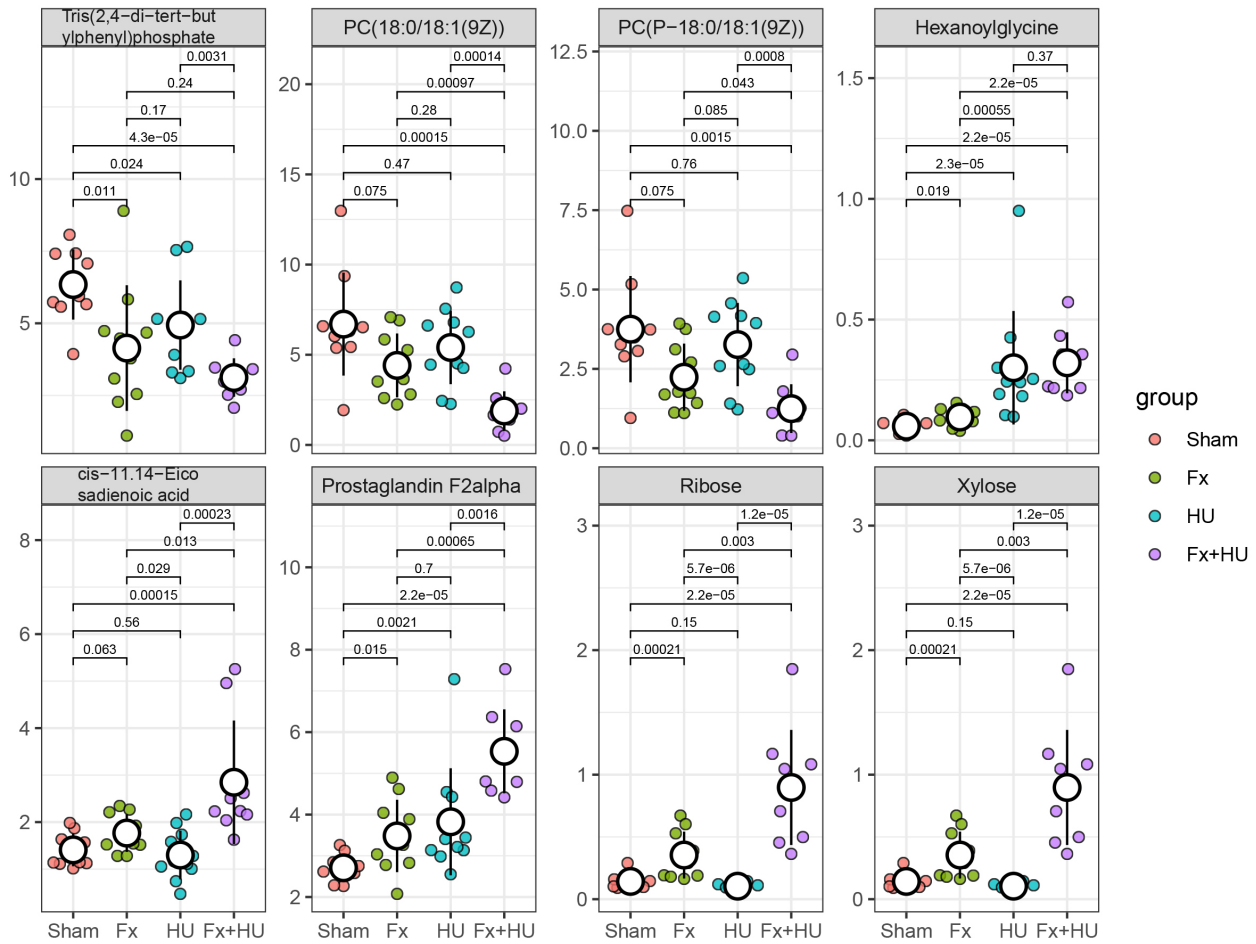 Tris(2,4−di−tert−but
ylphenyl)phosphate
PC(18:0/18:1(9Z))
PC(P−18:0/18:1(9Z))
Hexanoylglycine
0.0031
0.24
0.17
4.3e−05
0.024
0.011
10
5
0.00014
0.00097
0.28
0.00015
0.47
0.075
20
15
10
5
0
0.0008
0.043
0.085
0.0015
0.76
0.075
12.5
10.0
7.5
5.0
2.5
0.0
0.37
2.2e−05
0.00055
2.2e−05
2.3e−05
0.019
1.5
1.0
0.5
0.0
group
Sham
Fx
HU
Fx+HU
cis−11.14−Eico
sadienoic acid
Prostaglandin F2alpha
Ribose
Xylose
0.00023
0.013
0.029
0.00015
0.56
0.063
8
6
4
2
0.0016
0.00065
0.7
2.2e−05
0.0021
0.015
10
8
6
4
2
1.2e−05
0.003
5.7e−06
2.2e−05
0.15
0.00021
3
2
1
0
1.2e−05
0.003
5.7e−06
2.2e−05
0.15
0.00021
3
2
1
0
Sham Fx HU Fx+HU
Sham Fx HU Fx+HU
Sham Fx HU Fx+HU
Sham Fx HU Fx+HU